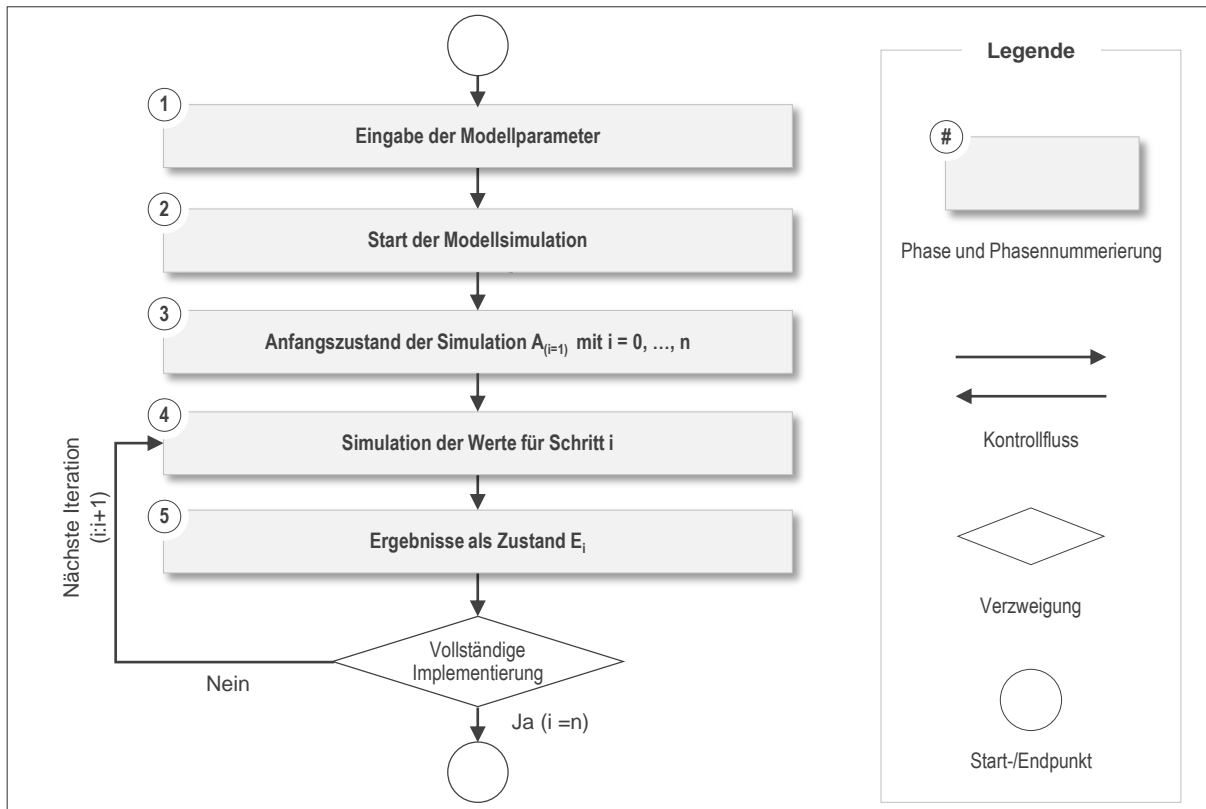 1
Eingabe der Modellparameter
2
Start der Modellsimulation
3
Anfangszustand der Simulation A(i=1) mit i = 0, …, n
4
Simulation der Werte für Schritt i
5
Ergebnisse als Zustand Ei
Vollständige
Implementierung
Nein
Ja (i =n)
Nächste Iteration
(i:i+1)
Legende
#
Phase und Phasennummerierung
Kontrollfluss
Verzweigung
Start-/Endpunkt